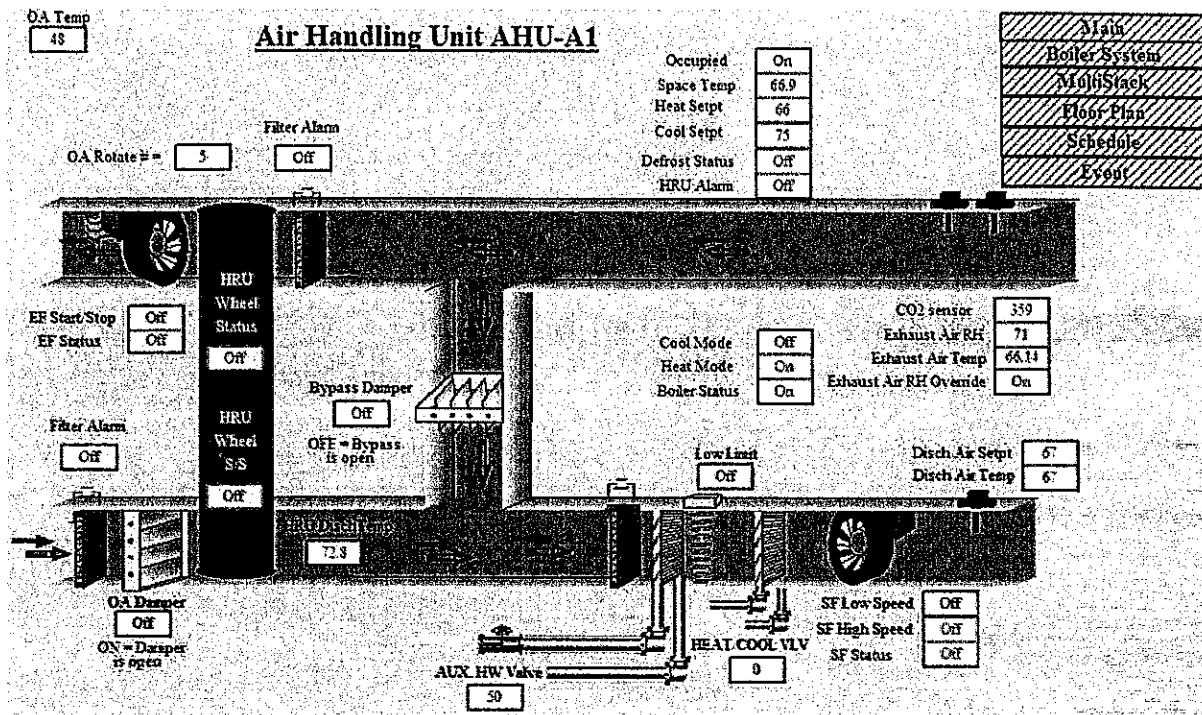 OA Temp
48
Air Handling Unit AHU-A1
Main
Boiler System
MultiStack
Floor Plan
Schedule
Event
Occupied On
Space Temp 66.9
Heat Setpt 66
Cool Setpt 75
Defrost Status Off
HRU Alarm Off
Filter Alarm
Off
OA Rotate # = 5
HRU
Wheel
Status
Off
EF Start/Stop Off
EF Status Off
CO2 sensor 359
Exhaust Air RH 71
Exhaust Air Temp 66.14
Exhaust Air RH Override On
Cool Mode Off
Heat Mode On
Boiler Status On
Bypass Damper
Off
OFF = Bypass
is open
Filter Alarm
Off
HRU
Wheel
S/S
Off
Low Limit
Off
Disch Air Setpt 67
Disch Air Temp 67
HRU Disch Temp
72.8
OA Damper
Off
ON = Damper
is open
SF Low Speed Off
SF High Speed Off
SF Status Off
HEAT/COOL VLV
0
AUX. HW Valve
50